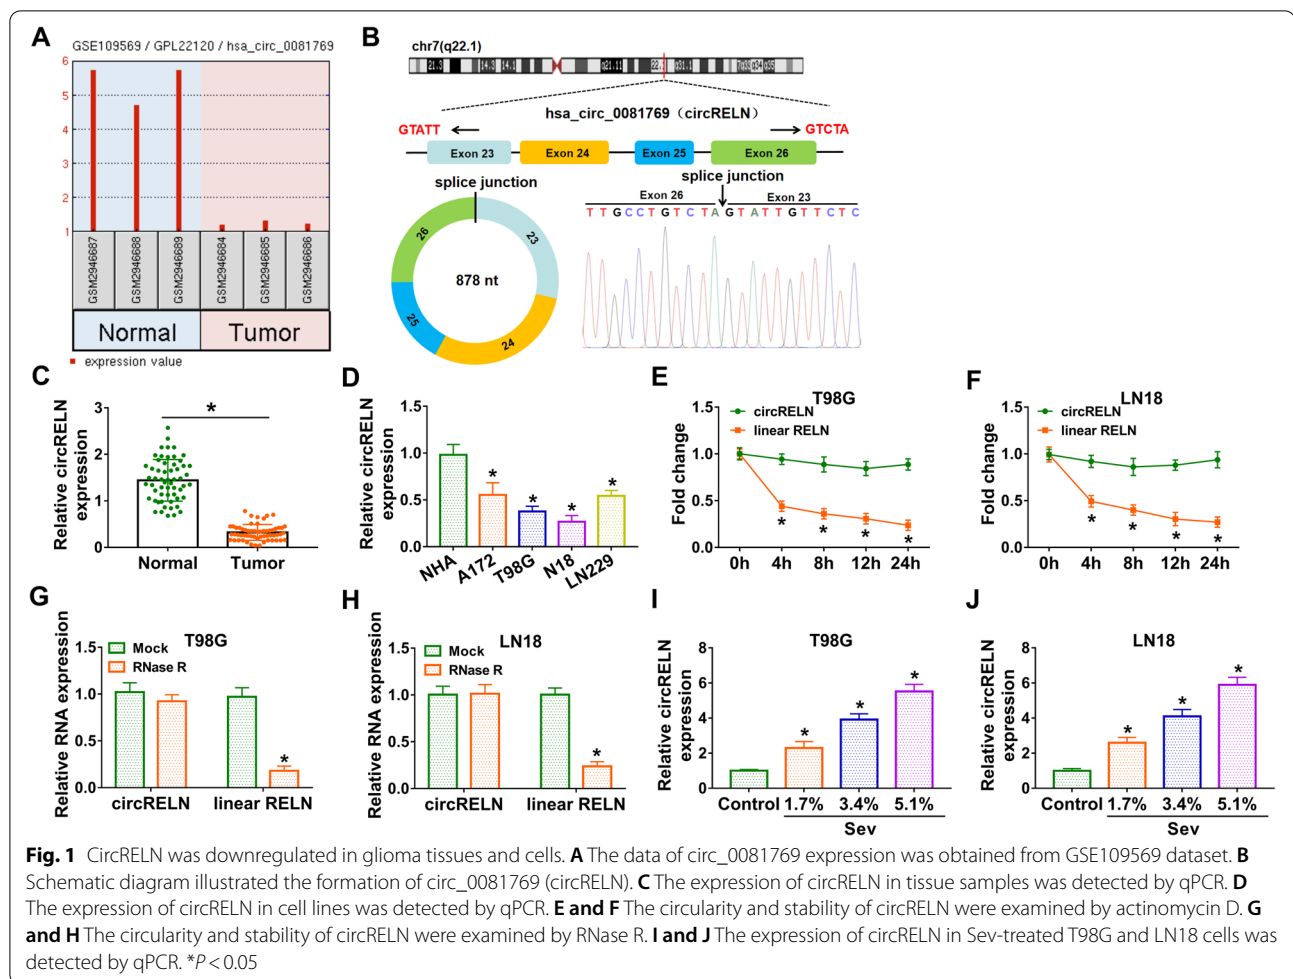 A
GSE109569 / GPL22120 / hsa_circ_0081769
6
5
4
3
2
1
GSM2946687
GSM2946688
GSM2946689
GSM2946684
GSM2946685
GSM2946686
Normal
Tumor
expression value
B
chr7(q22.1)
21.3
14.3
14.1
q21.11
22.
q31.1
7q33
q34
q35
hsa_circ_0081769（circRELN）
GTATT
GTCTA
Exon 23
Exon 24
Exon 25
Exon 26
splice junction
26
23
878 nt
25
24
splice junction
Exon 26
Exon 23
T T G C C T G T C T A G T A T T G T T C T C
C
Relative circRELN
expression
3
2
1
0
*
Normal
Tumor
D
Relative circRELN
expression
1.5
1.0
0.5
0.0
* * * *
NHA
A172
T98G
N18
LN229
E
T98G
Fold change
1.5
1.0
0.5
0.0
circRELN
linear RELN
* * * *
0h 4h 8h 12h 24h
F
LN18
Fold change
1.5
1.0
0.5
0.0
circRELN
linear RELN
* * * *
0h 4h 8h 12h 24h
G
T98G
Relative RNA expression
1.5
1.0
0.5
0.0
Mock
RNase R
*
circRELN
linear RELN
H
LN18
Relative RNA expression
1.5
1.0
0.5
0.0
Mock
RNase R
*
circRELN
linear RELN
I
T98G
Relative circRELN
expression
8
6
4
2
0
* * *
Control 1.7% 3.4% 5.1%
Sev
J
LN18
Relative circRELN
expression
8
6
4
2
0
* * *
Control 1.7% 3.4% 5.1%
Sev
Fig. 1 CircRELN was downregulated in glioma tissues and cells. A The data of circ_0081769 expression was obtained from GSE109569 dataset. B
Schematic diagram illustrated the formation of circ_0081769 (circRELN). C The expression of circRELN in tissue samples was detected by qPCR. D
The expression of circRELN in cell lines was detected by qPCR. E and F The circularity and stability of circRELN were examined by actinomycin D. G
and H The circularity and stability of circRELN were examined by RNase R. I and J The expression of circRELN in Sev-treated T98G and LN18 cells was
detected by qPCR. *P < 0.05